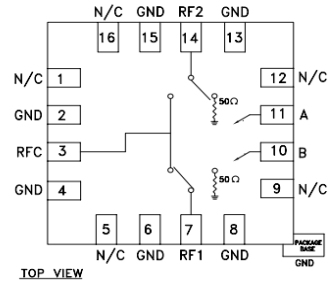 N/C GND RF2 GND
16 15 14 13
N/C 1 12 N/C
50Ω
GND 2 11 A
RFC 3 10 B
50Ω
GND 4 9 N/C
5 6 7 8
N/C GND RF1 GND
PACKAGE
BASE
GND
TOP VIEW